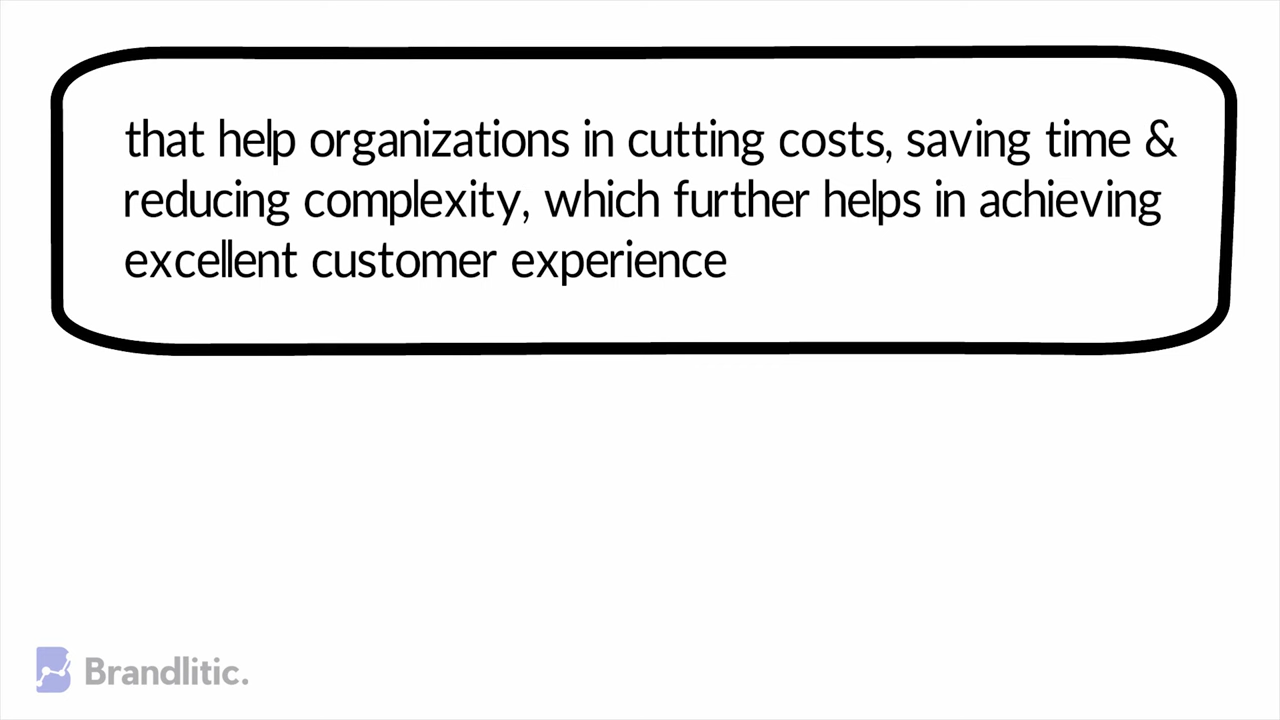 that help organizations in cutting costs, saving time &
reducing complexity, which further helps in achieving
excellent customer experience
Brandlitic.